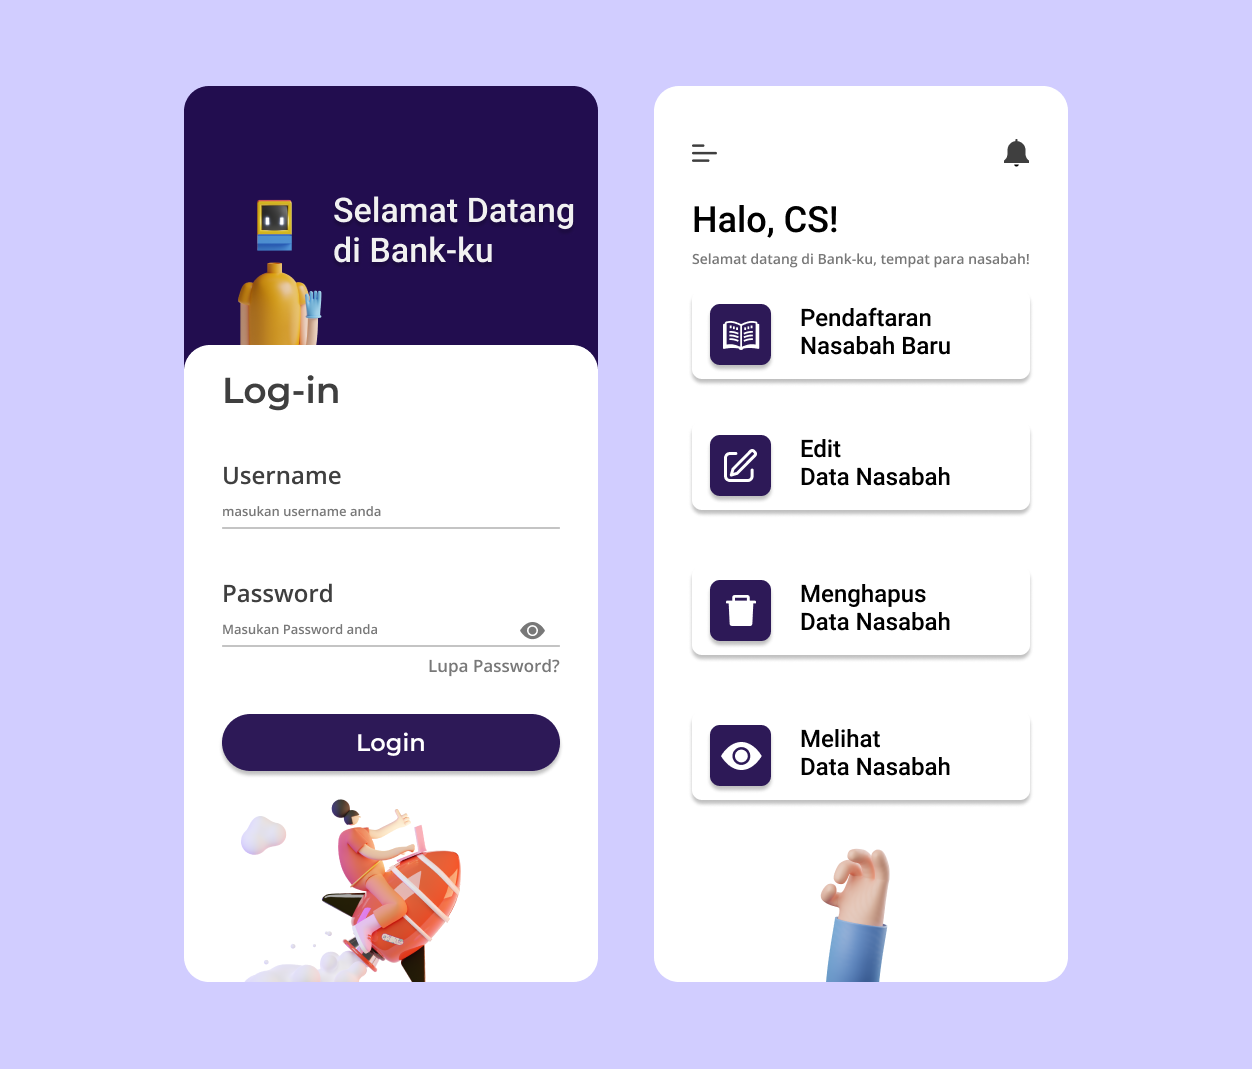 Selamat Datang
di Bank-ku
Log-in
Username
masukan username anda
Password
Masukan Password anda
Lupa Password?
Login
Halo, CS!
Selamat datang di Bank-ku, tempat para nasabah!
Pendaftaran
Nasabah Baru
Edit
Data Nasabah
Menghapus
Data Nasabah
Melihat
Data Nasabah